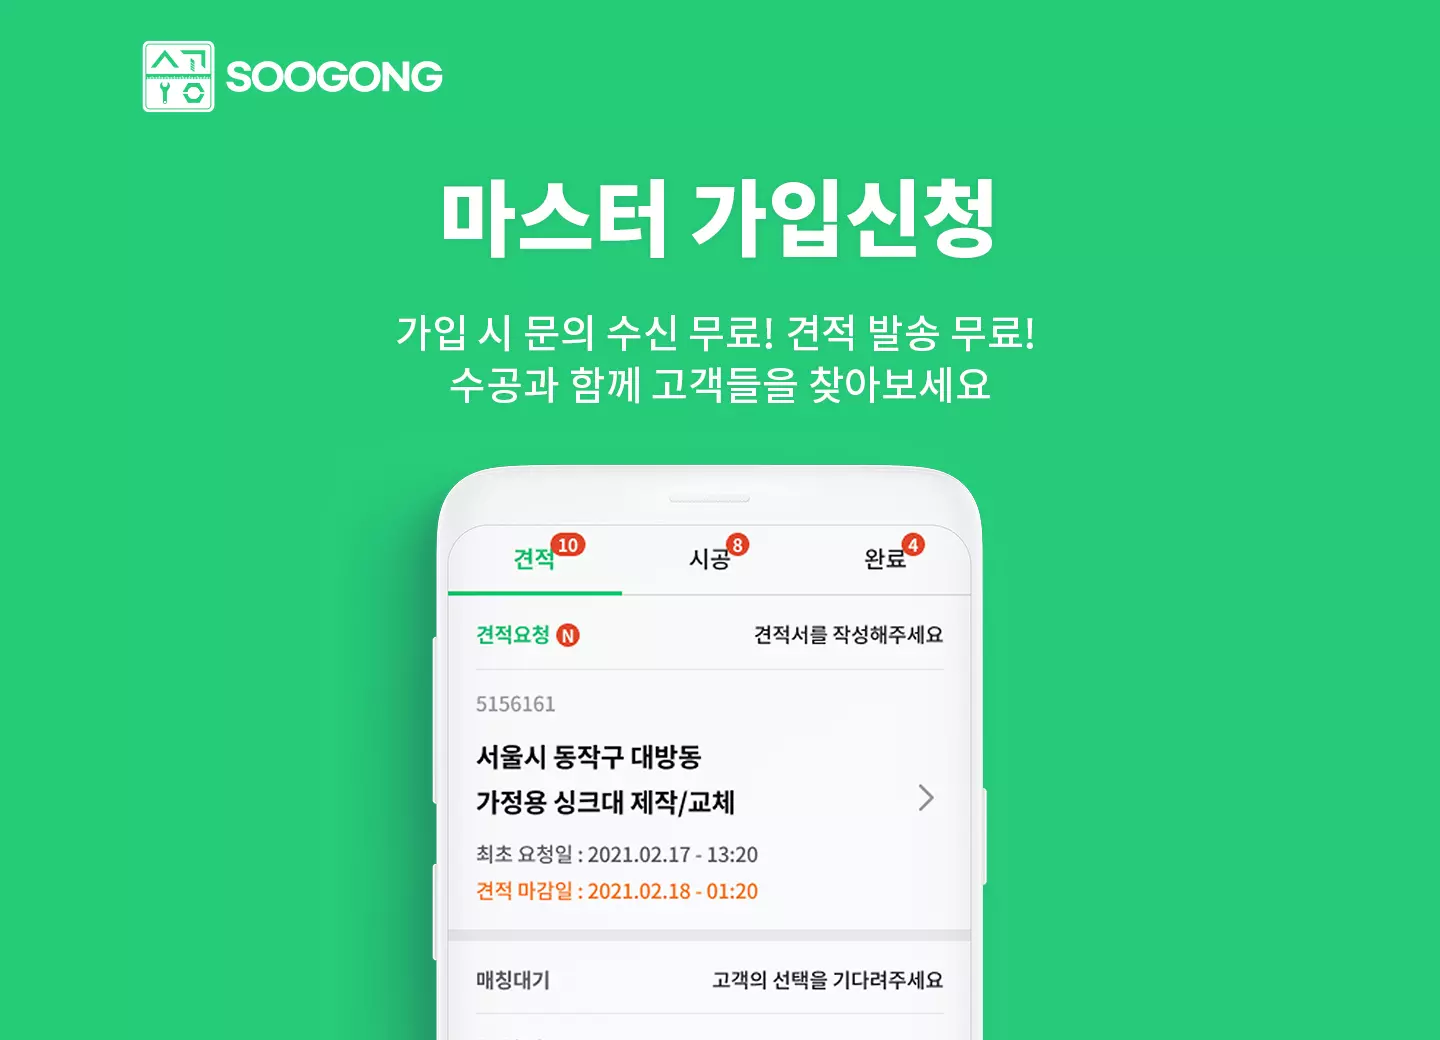 수공
SOOGONG
마스터 가입신청
가입 시 문의 수신 무료! 견적 발송 무료!
수공과 함께 고객들을 찾아보세요
견적 10 시공 8 완료 4
견적요청 N 견적서를 작성해주세요
5156161
서울시 동작구 대방동
가정용 싱크대 제작/교체
최초 요청일 : 2021.02.17 - 13:20
견적 마감일 : 2021.02.18 - 01:20
매칭대기 고객의 선택을 기다려주세요